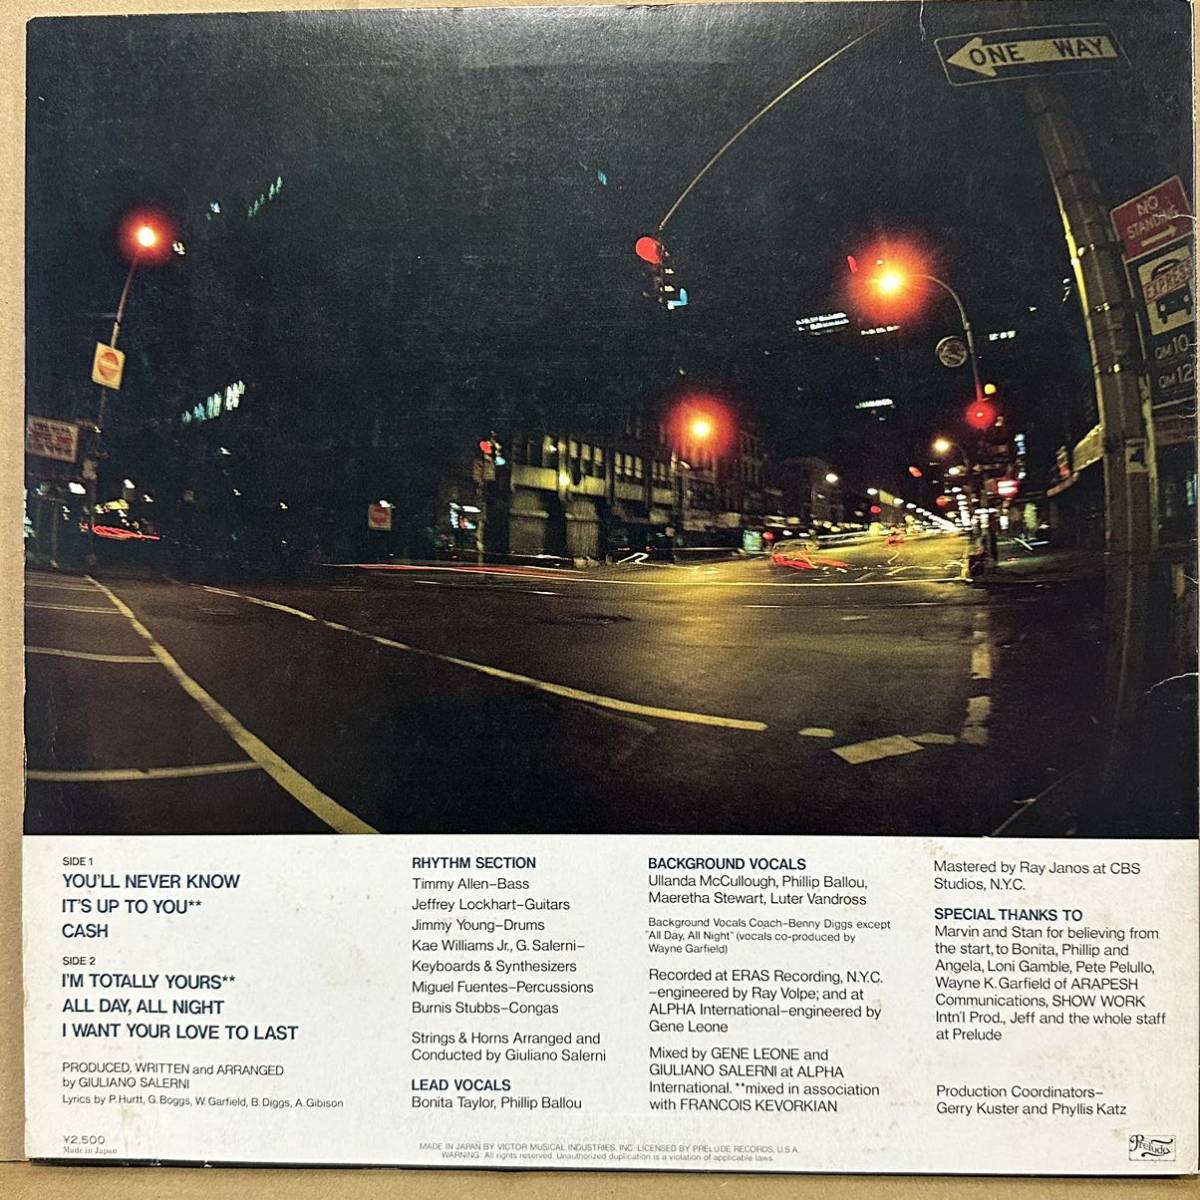 ONE WAY
NO
STANDING
EXPRESS
QM10
QM12
SIDE 1
YOU'LL NEVER KNOW
IT'S UP TO YOU**
CASH
SIDE 2
I'M TOTALLY YOURS**
ALL DAY, ALL NIGHT
I WANT YOUR LOVE TO LAST
PRODUCED, WRITTEN and ARRANGED
by GIULIANO SALERNI
Lyrics by P. Hurtt, G. Boggs, W. Garfield, B. Diggs, A. Gibison
¥2,500
Made in Japan
RHYTHM SECTION
Timmy Allen–Bass
Jeffrey Lockhart–Guitars
Jimmy Young–Drums
Kae Williams Jr., G. Salerni–
Keyboards & Synthesizers
Miguel Fuentes–Percussions
Burnis Stubbs–Congas
Strings & Horns Arranged and
Conducted by Giuliano Salerni
LEAD VOCALS
Bonita Taylor, Phillip Ballou
BACKGROUND VOCALS
Ullanda McCullough, Phillip Ballou,
Maeretha Stewart, Luter Vandross
Background Vocals Coach–Benny Diggs except
"All Day, All Night" (vocals co-produced by
Wayne Garfield)
Recorded at ERAS Recording, N.Y.C.
–engineered by Ray Volpe; and at
ALPHA International–engineered by
Gene Leone
Mixed by GENE LEONE and
GIULIANO SALERNI at ALPHA
International. **mixed in association
with FRANCOIS KEVORKIAN
Mastered by Ray Janos at CBS
Studios, N.Y.C.
SPECIAL THANKS TO
Marvin and Stan for believing from
the start, to Bonita, Phillip and
Angela, Loni Gamble, Pete Pelullo,
Wayne K. Garfield of ARAPESH
Communications, SHOW WORK
Intn'l Prod., Jeff and the whole staff
at Prelude
Production Coordinators–
Gerry Kuster and Phyllis Katz
MADE IN JAPAN BY VICTOR MUSICAL INDUSTRIES, INC. LICENSED BY PRELUDE RECORDS, U.S.A.
WARNING: All rights reserved. Unauthorized duplication is a violation of applicable laws.
Prelude